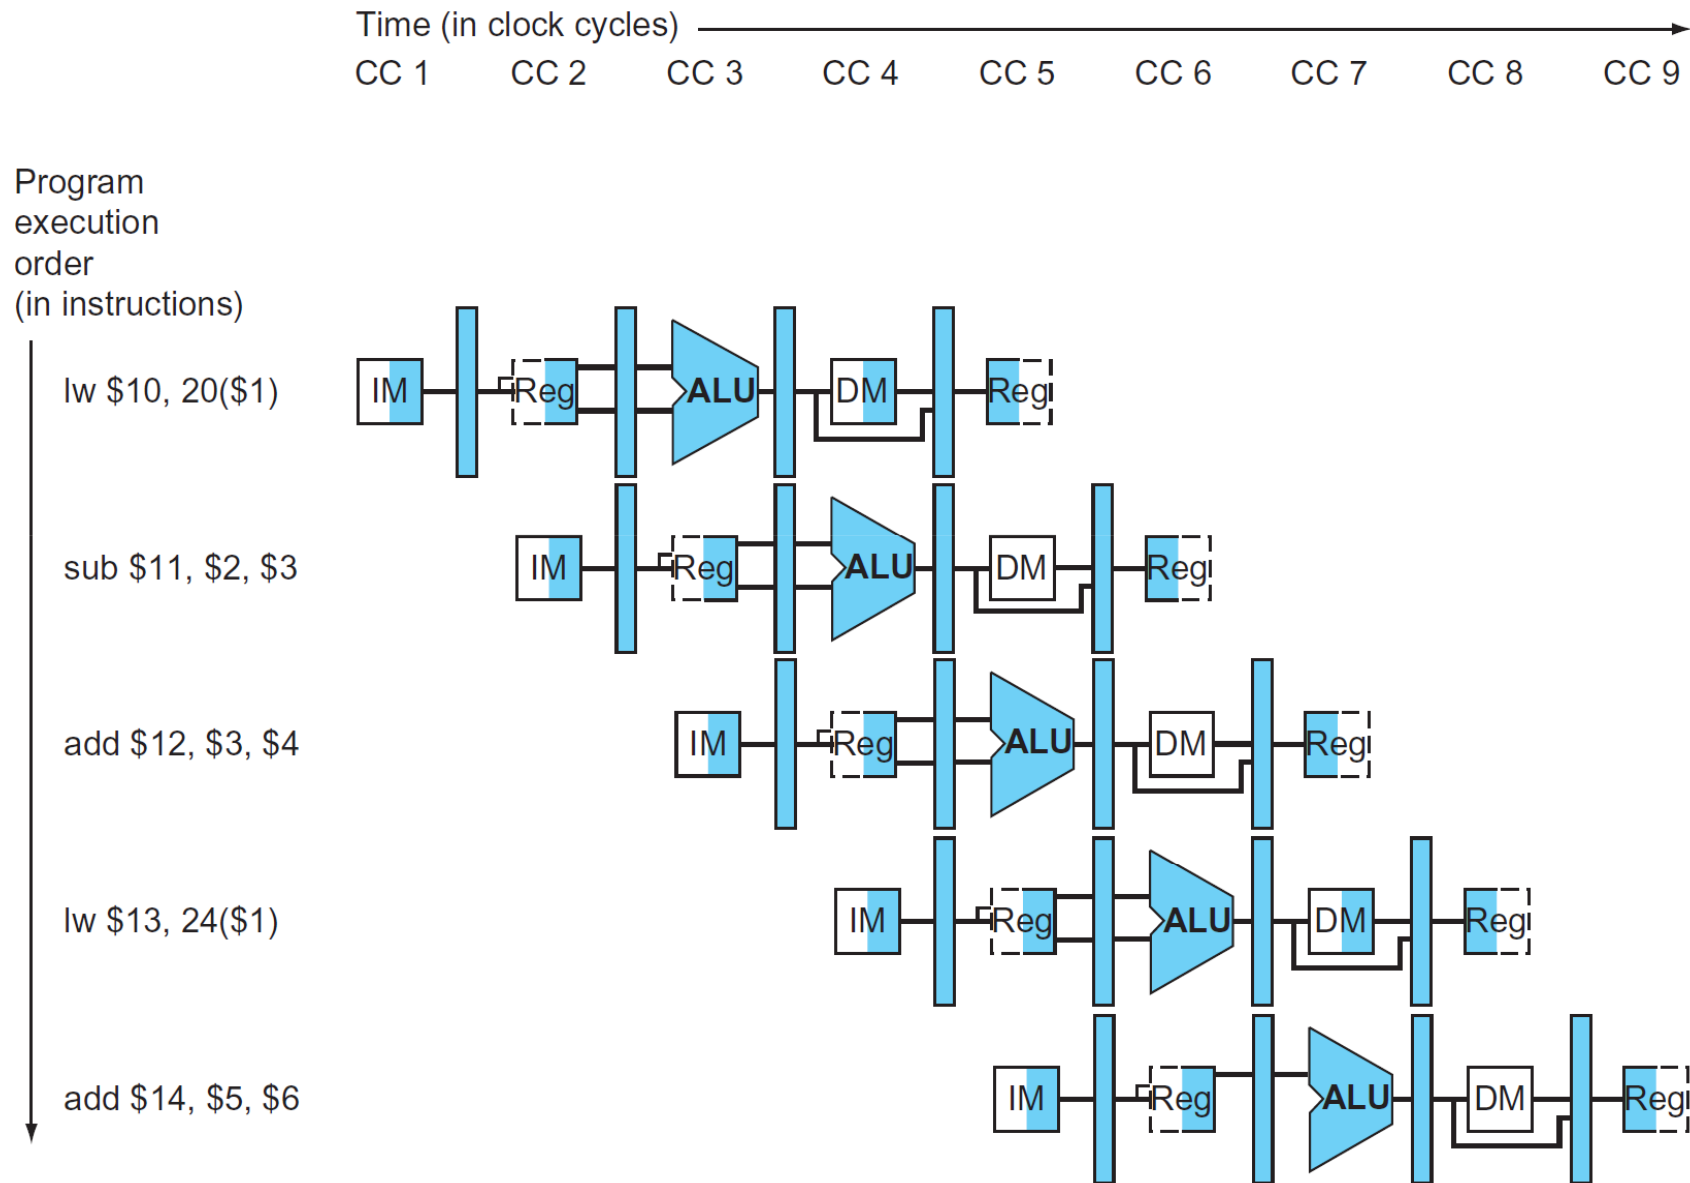 Time (in clock cycles)
CC 1 CC 2 CC 3 CC 4 CC 5 CC 6 CC 7 CC 8 CC 9
Program
execution
order
(in instructions)
lw $10, 20($1) IM Reg ALU DM Reg
sub $11, $2, $3 IM Reg ALU DM Reg
add $12, $3, $4 IM Reg ALU DM Reg
lw $13, 24($1) IM Reg ALU DM Reg
add $14, $5, $6 IM Reg ALU DM Reg